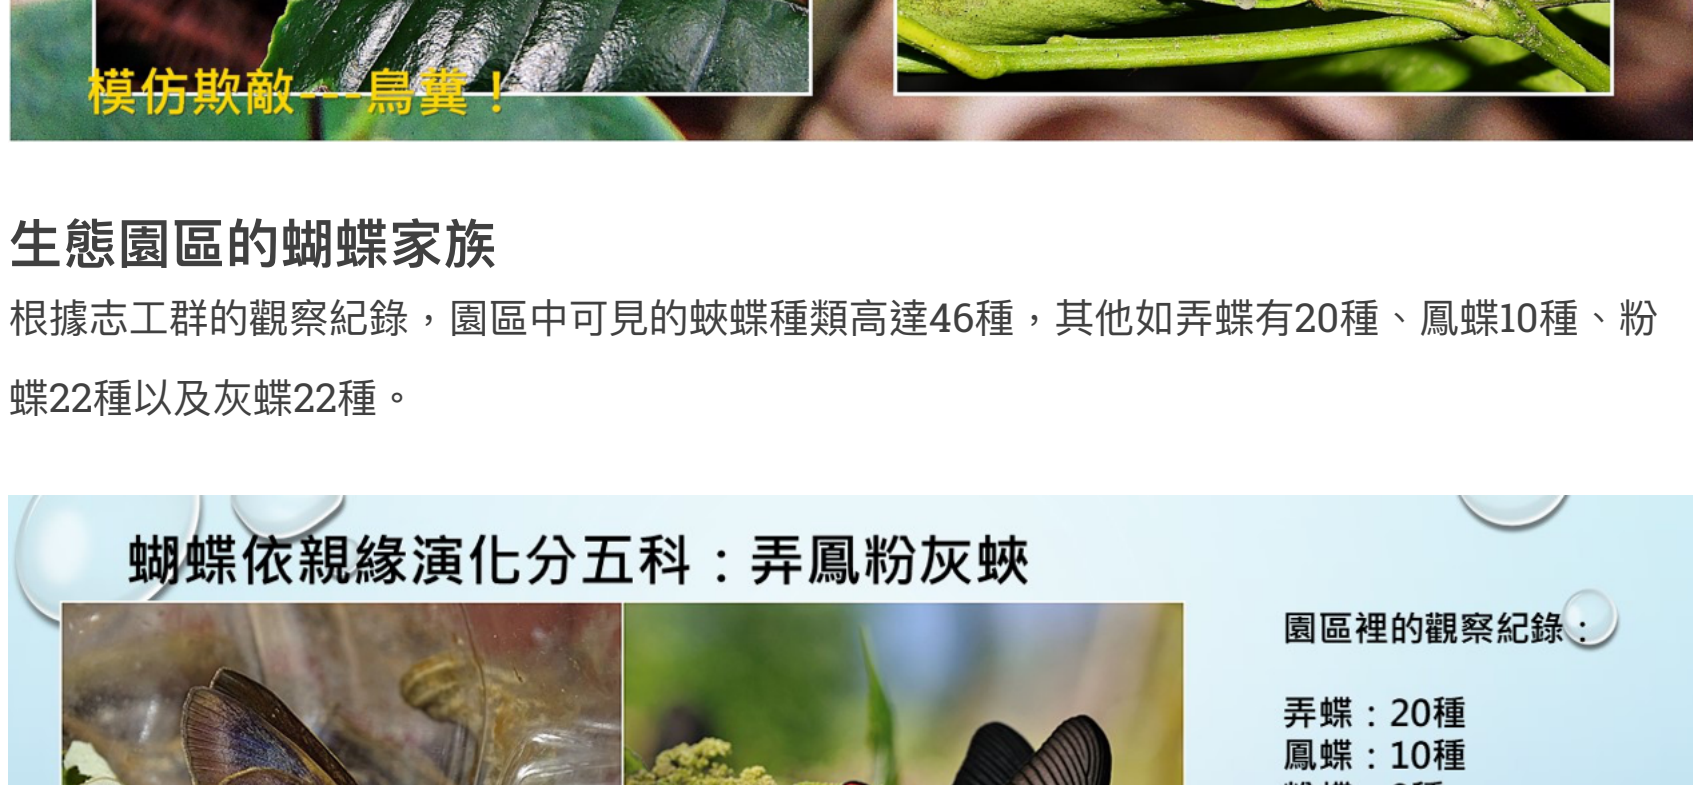 模仿欺敵---鳥糞！
生態園區的蝴蝶家族
根據志工群的觀察紀錄，園區中可見的蛺蝶種類高達46種，其他如弄蝶有20種、鳳蝶10種、粉
蝶22種以及灰蝶22種。
蝴蝶依親緣演化分五科：弄鳳粉灰蛺
園區裡的觀察紀錄：
弄蝶：20種
鳳蝶：10種